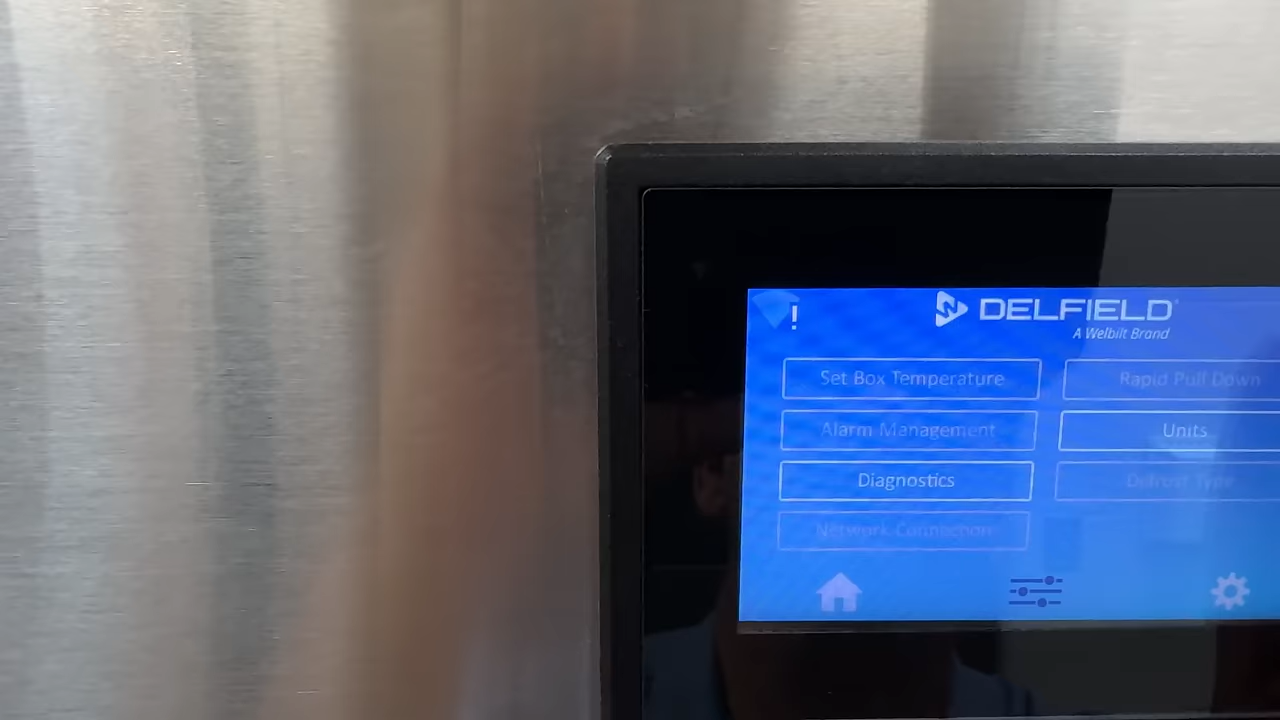 !
DELFIELD®
A Welbilt Brand
Set Box Temperature
Rapid Pull Down
Alarm Management
Units
Diagnostics
Defrost Type
Network Connection